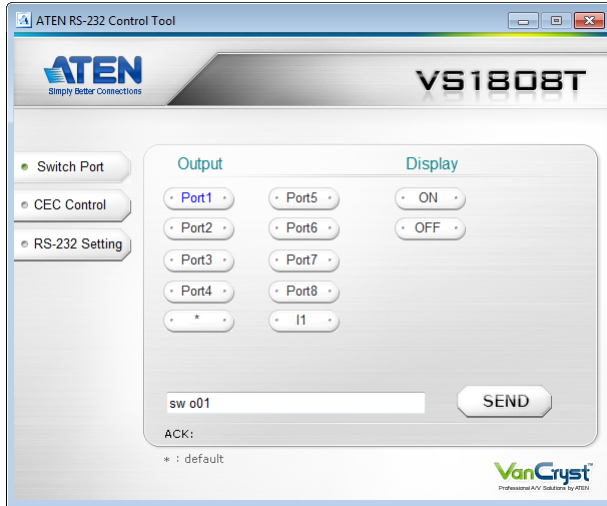 ATEN RS-232 Control Tool
ATEN
Simply Better Connections
VS1808T
Switch Port
CEC Control
RS-232 Setting
Output
Display
Port1
Port5
ON
Port2
Port6
OFF
Port3
Port7
Port4
Port8
*
I1
sw o01
SEND
ACK:
* : default
VanCryst™
Professional A/V Solutions by ATEN